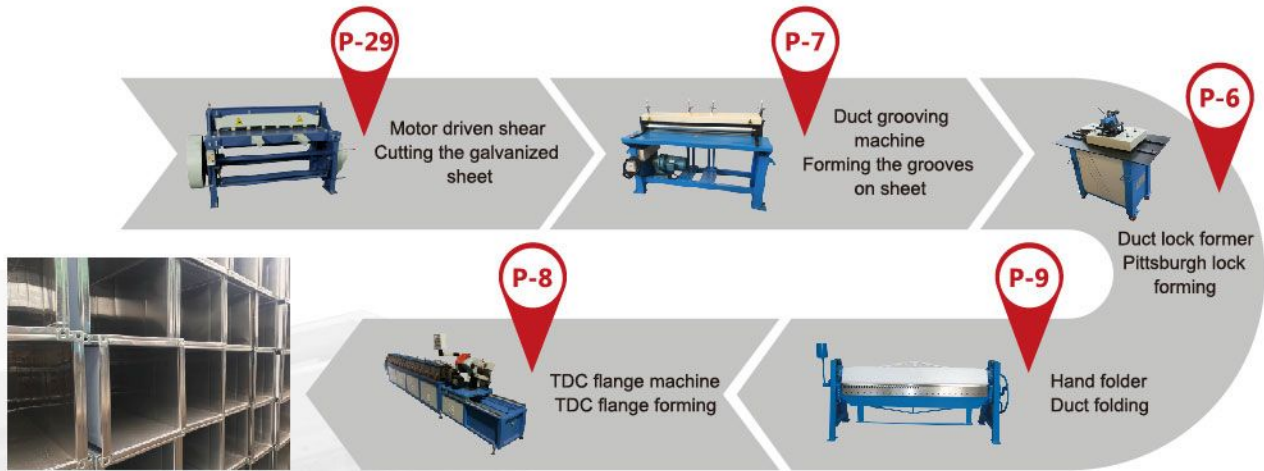 P-29
Motor driven shear
Cutting the galvanized
sheet
P-7
Duct grooving
machine
Forming the grooves
on sheet
P-6
Duct lock former
Pittsburgh lock
forming
P-9
Hand folder
Duct folding
P-8
TDC flange machine
TDC flange forming